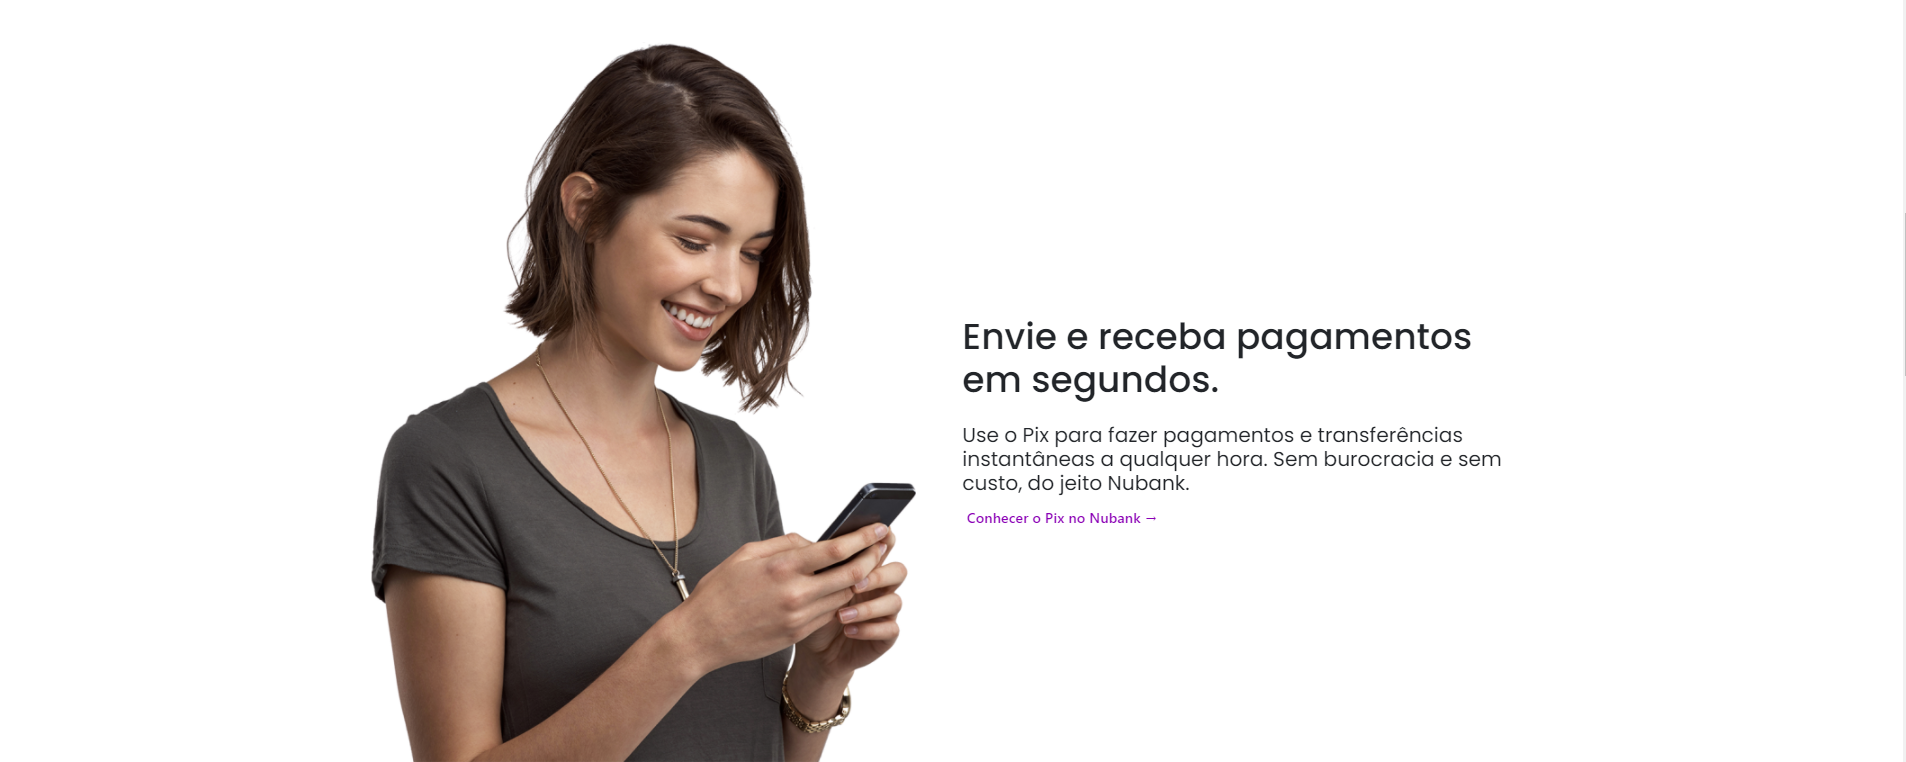 Envie e receba pagamentos
em segundos.
Use o Pix para fazer pagamentos e transferências
instantâneas a qualquer hora. Sem burocracia e sem
custo, do jeito Nubank.
Conhecer o Pix no Nubank →